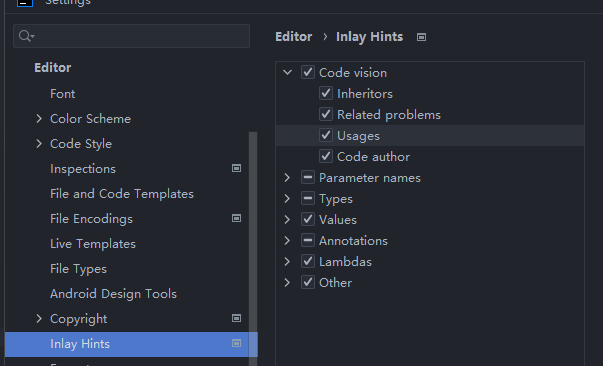 Settings
Editor
Font
Color Scheme
Code Style
Inspections
File and Code Templates
File Encodings
Live Templates
File Types
Android Design Tools
Copyright
Inlay Hints
Editor › Inlay Hints
Code vision
Inheritors
Related problems
Usages
Code author
Parameter names
Types
Values
Annotations
Lambdas
Other